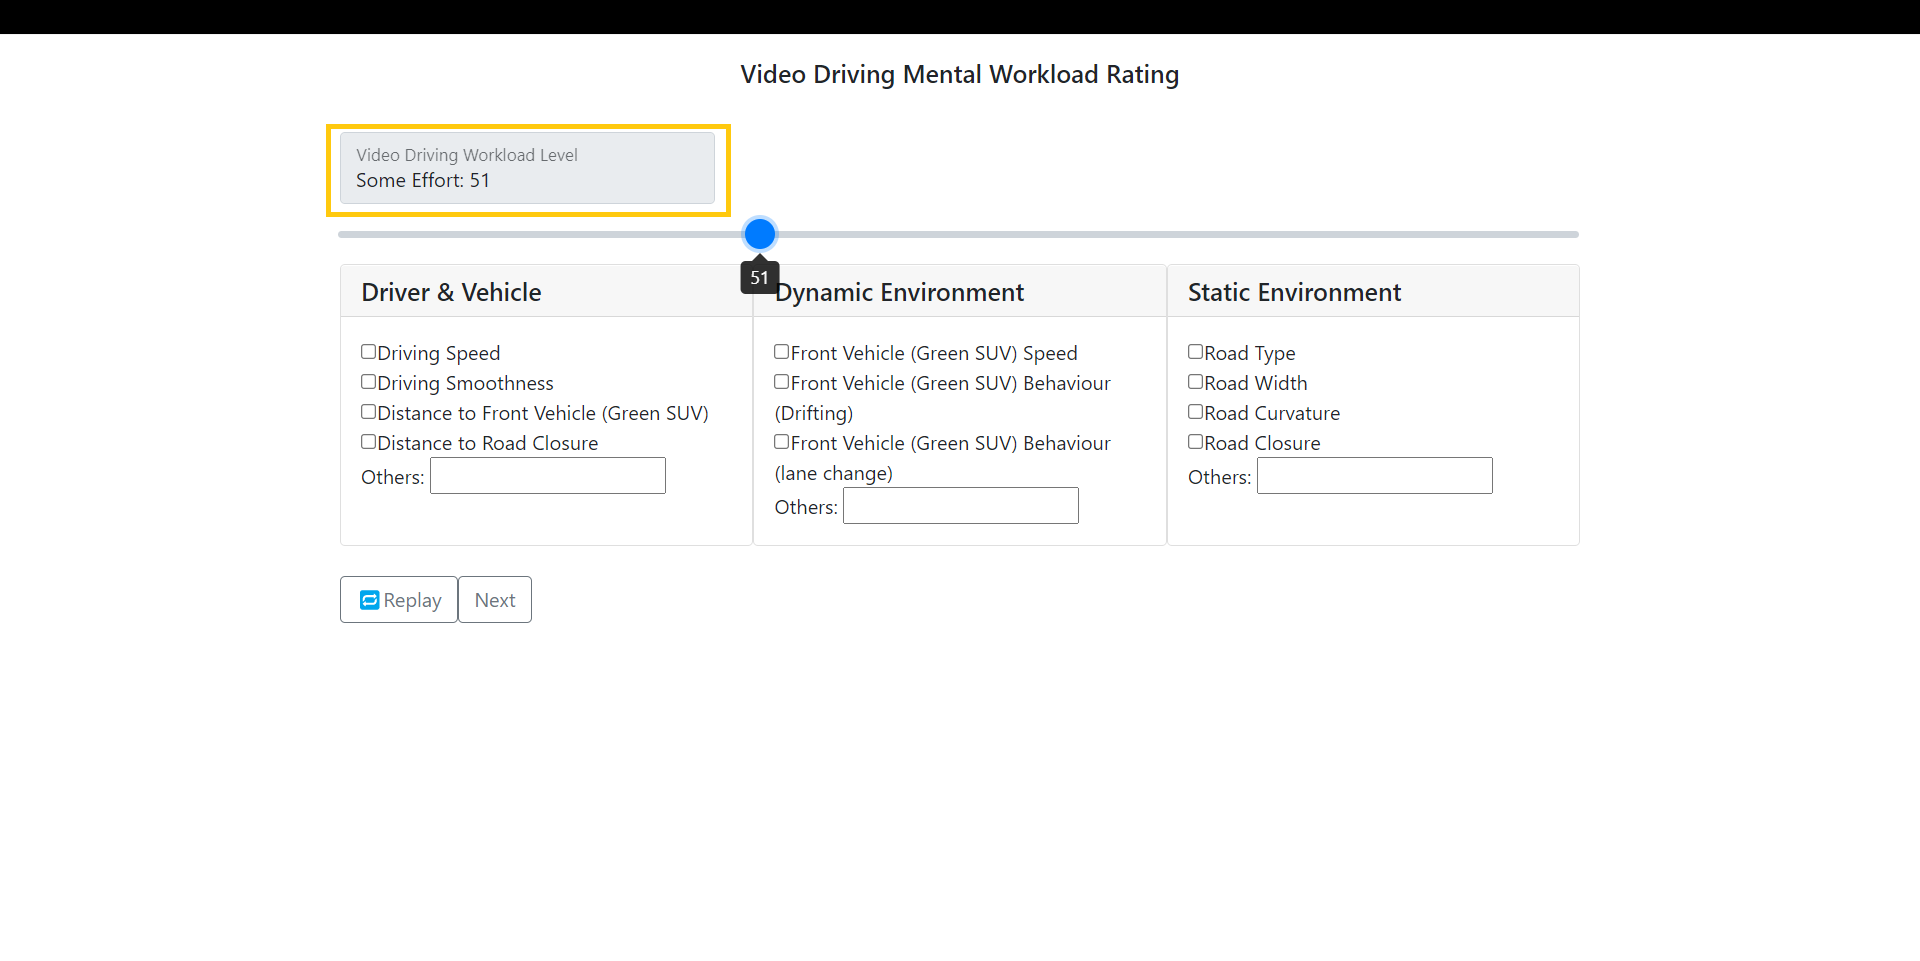 Video Driving Mental Workload Rating
Video Driving Workload Level
Some Effort: 51
51
Driver & Vehicle
Driving Speed
Driving Smoothness
Distance to Front Vehicle (Green SUV)
Distance to Road Closure
Others:
Dynamic Environment
Front Vehicle (Green SUV) Speed
Front Vehicle (Green SUV) Behaviour
(Drifting)
Front Vehicle (Green SUV) Behaviour
(lane change)
Others:
Static Environment
Road Type
Road Width
Road Curvature
Road Closure
Others:
Replay
Next